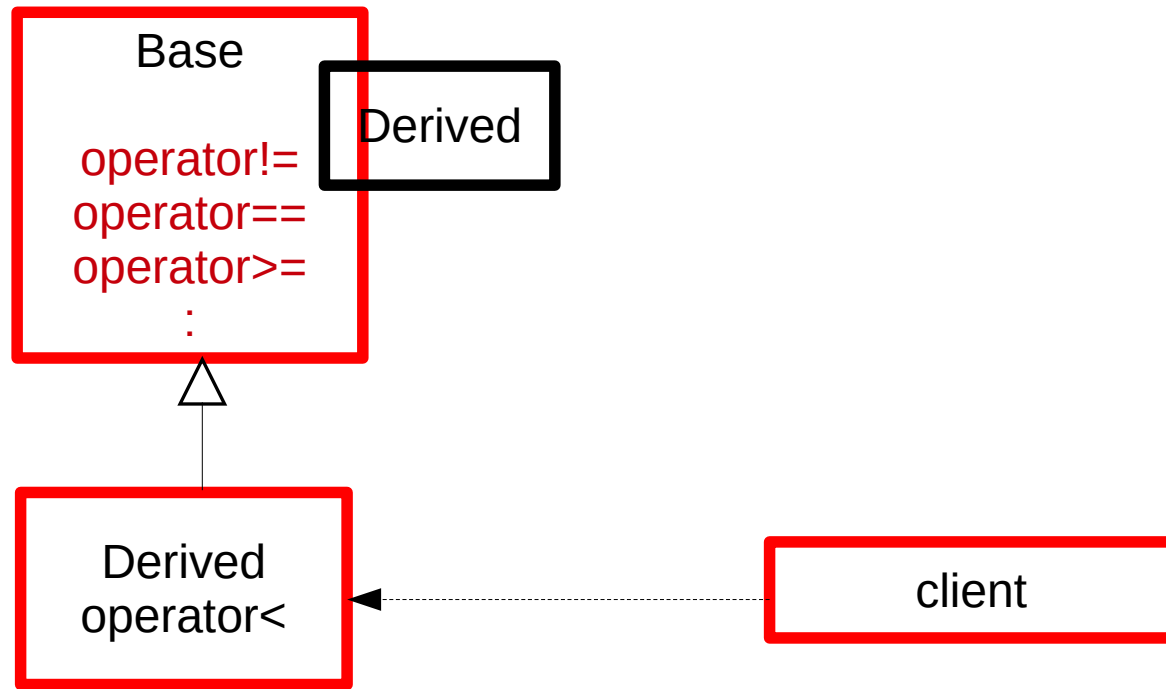 Base
Derived
operator!=
operator==
operator>=
:
Derived
operator<
client